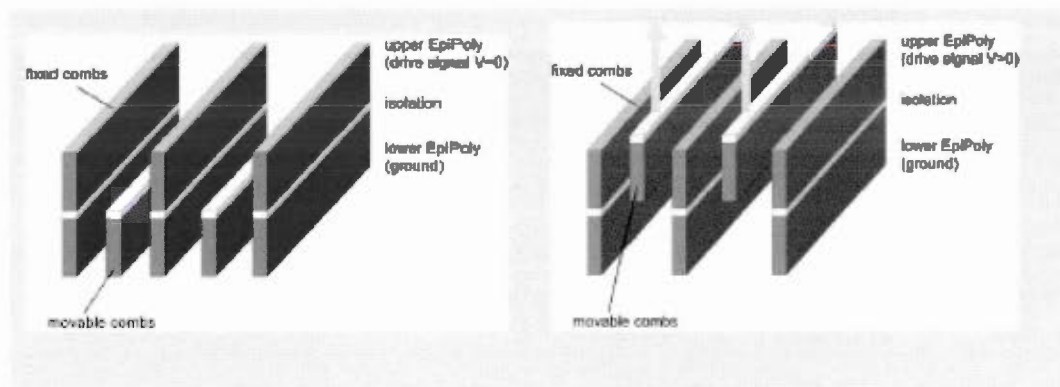 upper EpiPoly
(drive signal V=0)
fixed combs
isolation
lower EpiPoly
(ground)
movable combs
upper EpiPoly
(drive signal V>0)
fixed combs
isolation
lower EpiPoly
(ground)
movable combs